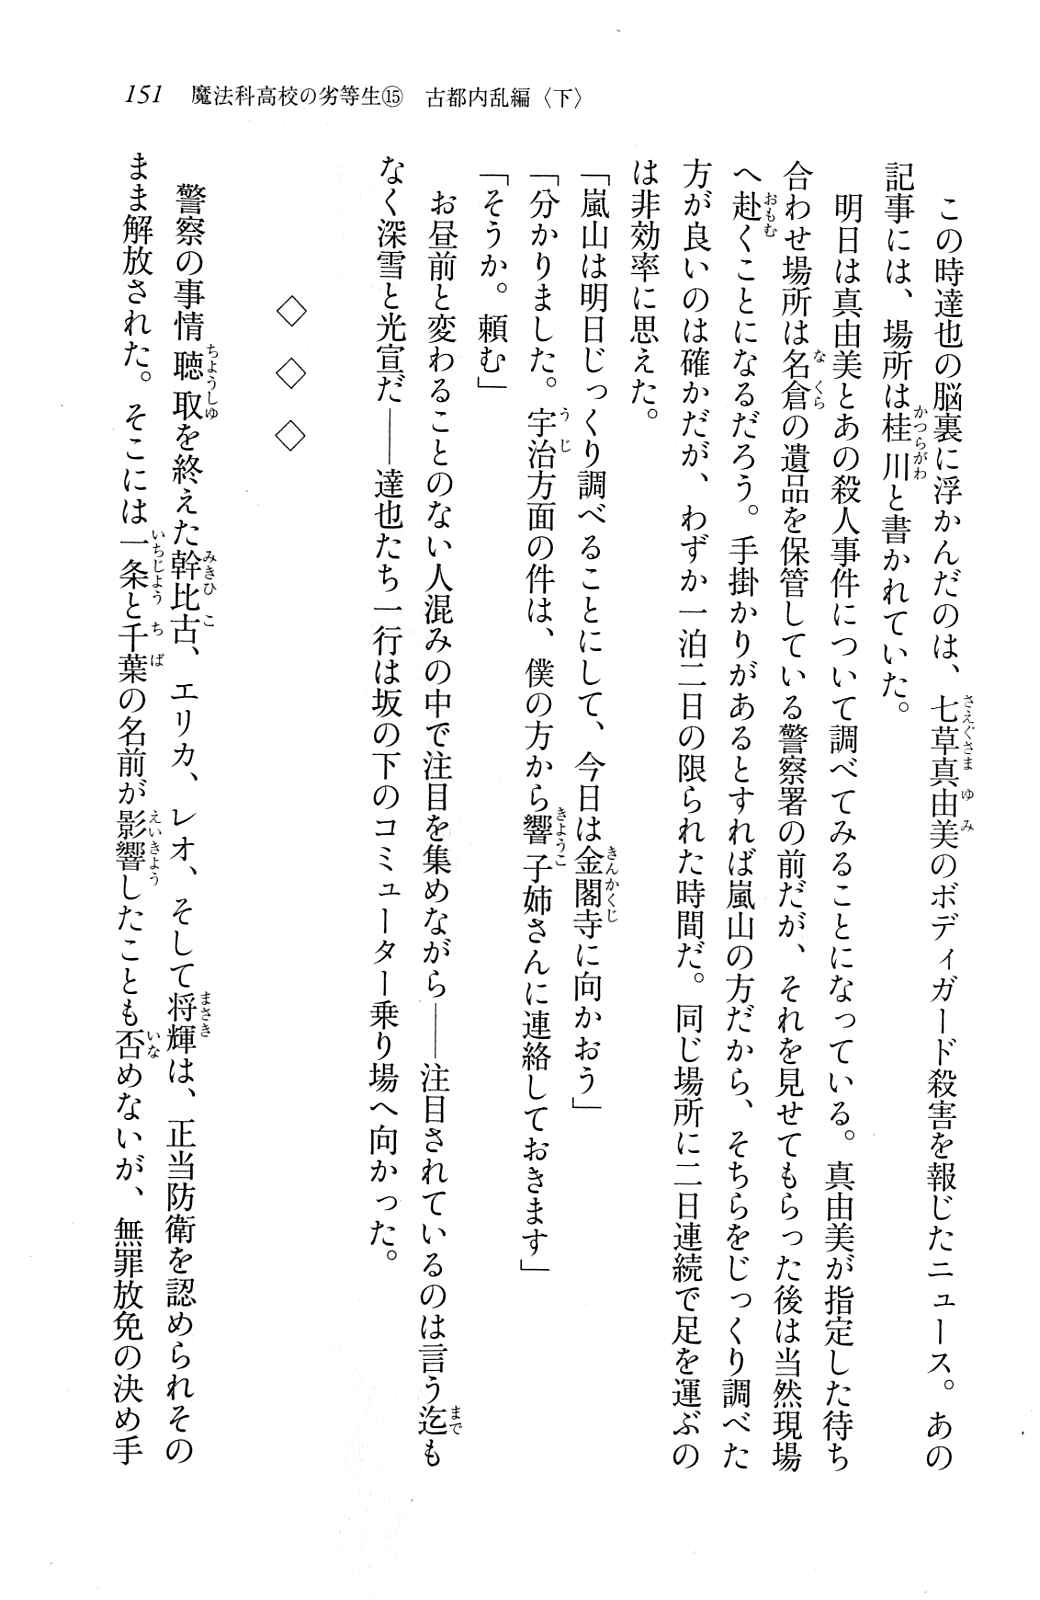 151 魔法科高校の劣等生⑮ 古都内乱編〈下〉
この時達也の脳裏に浮かんだのは、七草真由美のボディガード殺害を報じたニュース。あの
記事には、場所は桂川と書かれていた。
明日は真由美とあの殺人事件について調べてみることになっている。真由美が指定した待ち
合わせ場所は名倉の遺品を保管している警察署の前だが、それを見せてもらった後は当然現場
へ赴くことになるだろう。手掛かりがあるとすれば嵐山の方だから、そちらをじっくり調べた
方が良いのは確かだが、わずか一泊二日の限られた時間だ。同じ場所に二日連続で足を運ぶの
は非効率に思えた。
「嵐山は明日じっくり調べることにして、今日は金閣寺に向かおう」
「分かりました。宇治方面の件は、僕の方から響子姉さんに連絡しておきます」
「そうか。頼む」
お昼前と変わることのない人混みの中で注目を集めながら──注目されているのは言う迄も
なく深雪と光宣だ──達也たち一行は坂の下のコミューター乗り場へ向かった。
◇ ◇ ◇
警察の事情聴取を終えた幹比古、エリカ、レオ、そして将輝は、正当防衛を認められその
まま解放された。そこには一条と千葉の名前が影響したことも否めないが、無罪放免の決め手